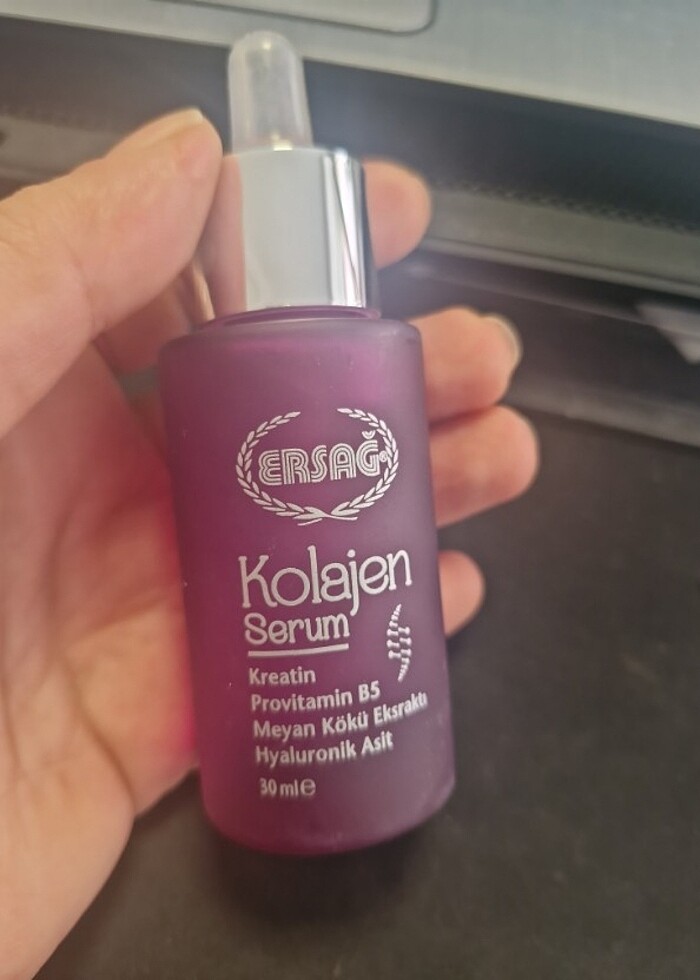 ERSAĞ®
Kolajen
Serum
Kreatin
Provitamin B5
Meyan Kökü Eksraktı
Hyaluronik Asit
30 ml e